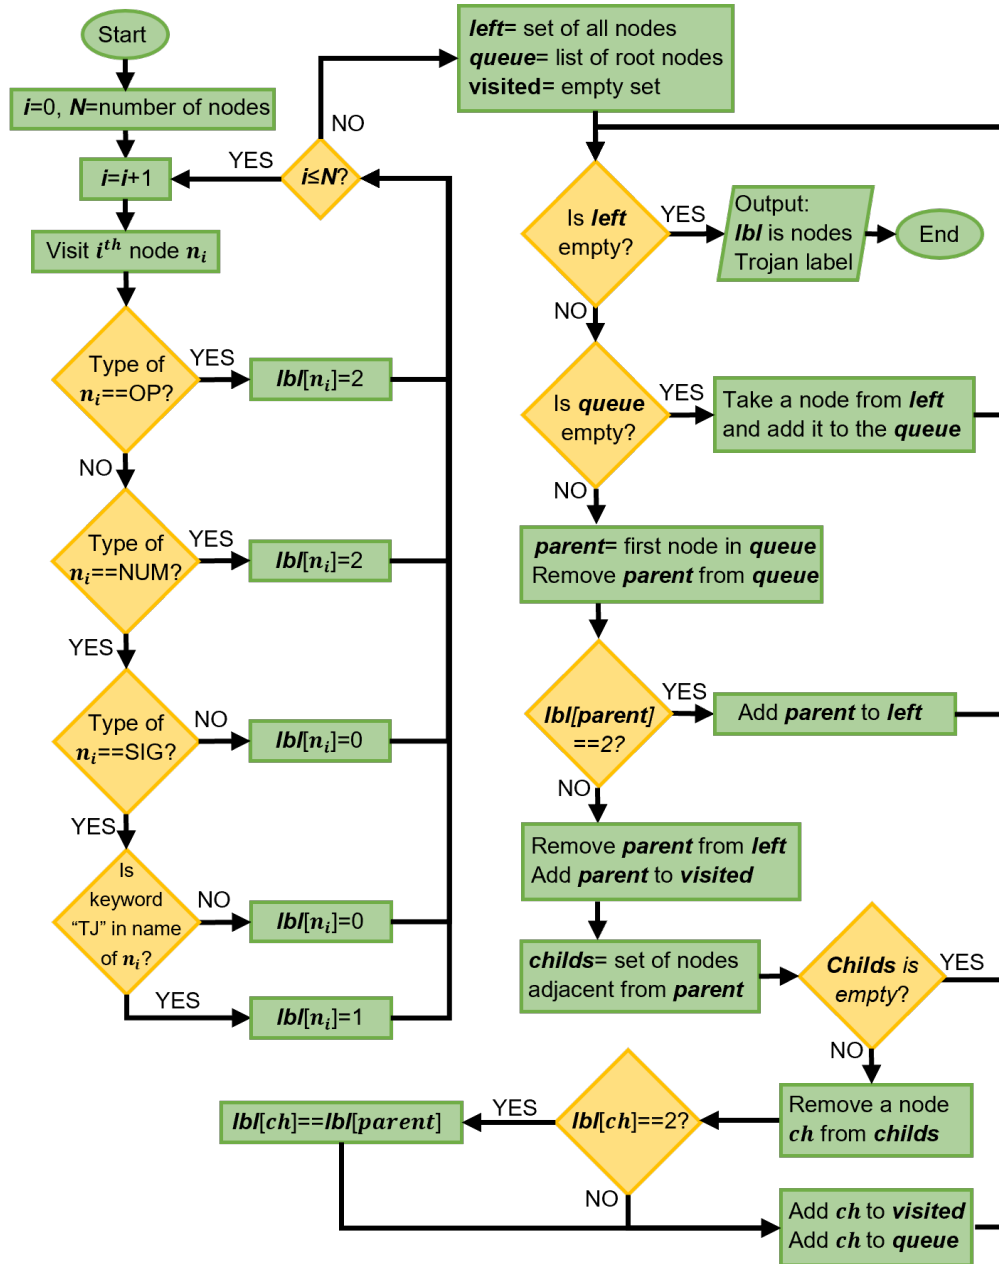 Start
i=0, N=number of nodes
i=i+1
YES
i≤N?
NO
Visit iᵗʰ node nᵢ
Type of
nᵢ==OP?
YES
lbl[nᵢ]=2
NO
Type of
nᵢ==NUM?
YES
lbl[nᵢ]=2
YES
Type of
nᵢ==SIG?
NO
lbl[nᵢ]=0
YES
Is
keyword
“TJ” in name
of nᵢ?
NO
lbl[nᵢ]=0
YES
lbl[nᵢ]=1
left= set of all nodes
queue= list of root nodes
visited= empty set
Is left
empty?
YES
Output:
lbl is nodes
Trojan label
End
NO
Is queue
empty?
YES
Take a node from left
and add it to the queue
NO
parent= first node in queue
Remove parent from queue
lbl[parent]
==2?
YES
Add parent to left
NO
Remove parent from left
Add parent to visited
childs= set of nodes
adjacent from parent
Childs is
empty?
YES
NO
Remove a node
ch from childs
lbl[ch]==2?
YES
lbl[ch]==lbl[parent]
NO
Add ch to visited
Add ch to queue